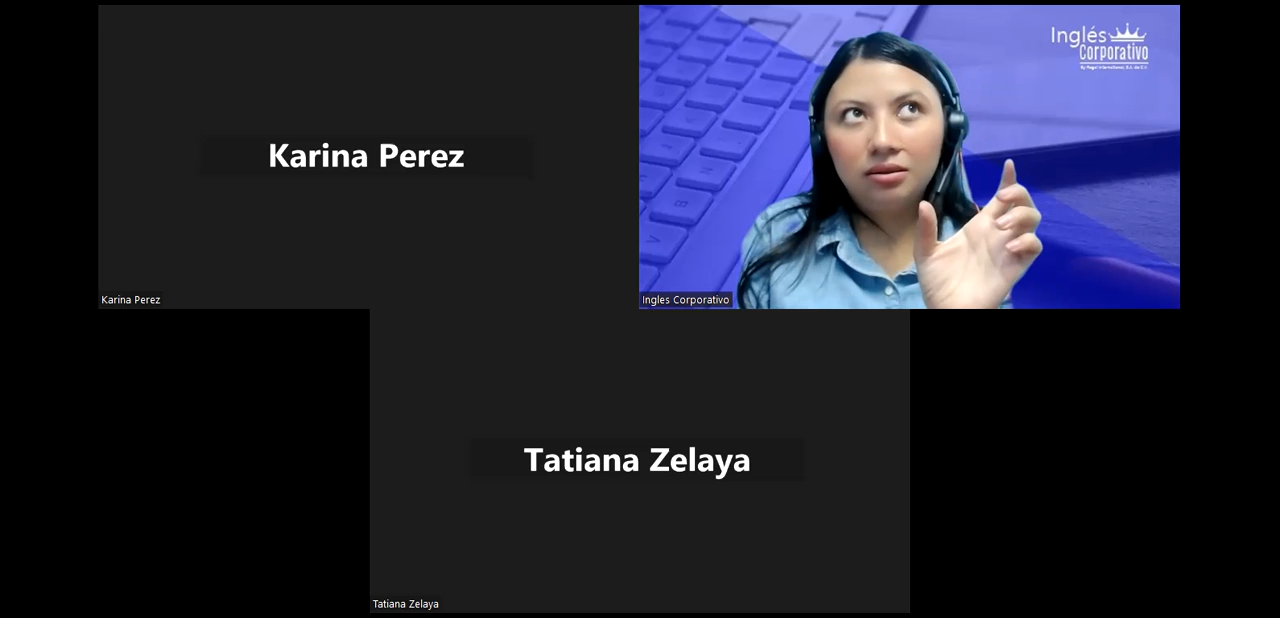 Karina Perez
Karina Perez
Inglés
Corporativo
Ingles Corporativo
Tatiana Zelaya
Tatiana Zelaya